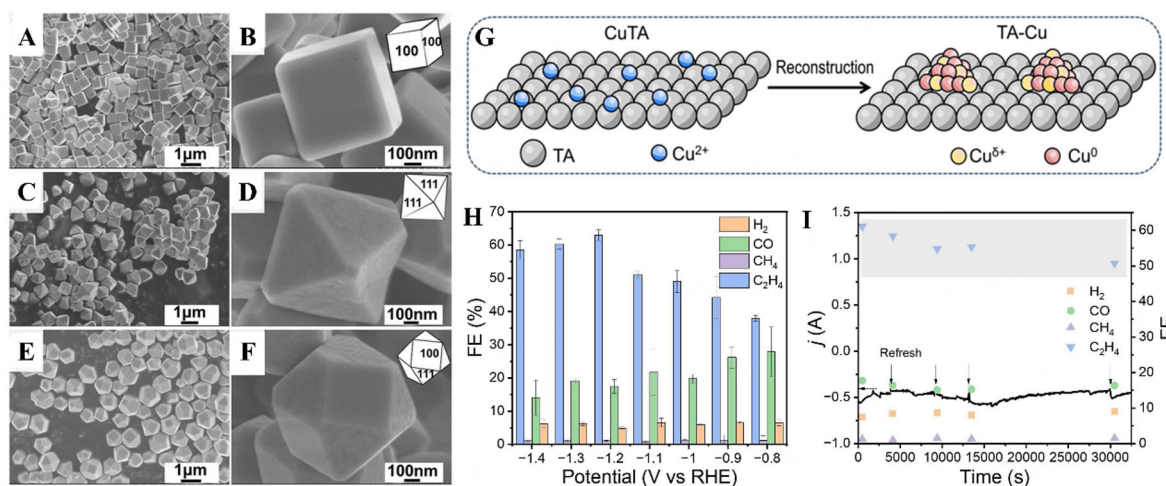 A
1µm
B
100
100
100nm
C
1µm
D
111
111
100nm
E
1µm
F
100
111
100nm
G
CuTA
TA-Cu
Reconstruction
TA
Cu²⁺
Cuᵟ⁺
Cu⁰
H
70
60
50
40
30
20
10
0
FE (%)
H₂
CO
CH₄
C₂H₄
−1.4 −1.3 −1.2 −1.1 −1 −0.9 −0.8
Potential (V vs RHE)
I
1.5
1.0
0.5
0.0
−0.5
−1.0
j (A)
H₂
CO
CH₄
C₂H₄
Refresh
60
50
40
30
20
10
0
0 5000 10000 15000 20000 25000 30000
Time (s)